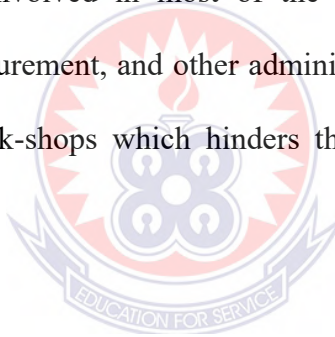 involved in most of the
urement, and other admini
k-shops which hinders th
EDUCATION FOR SERVICE